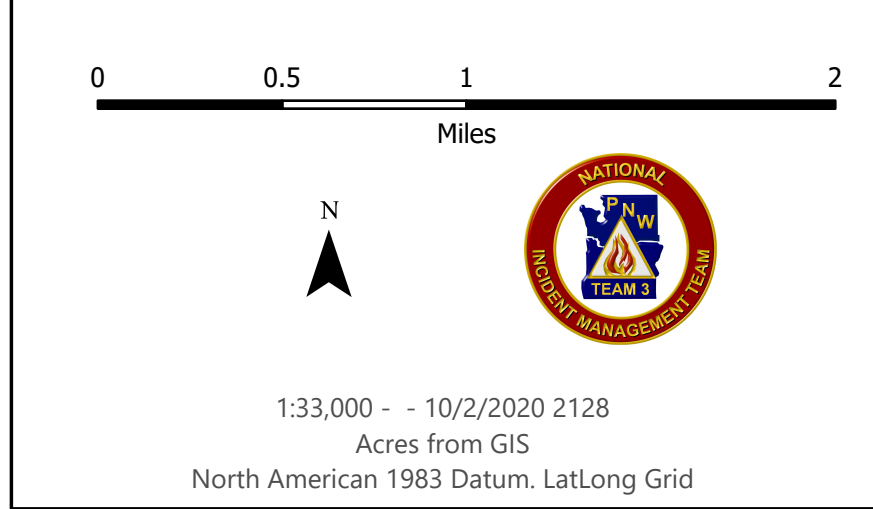 0 0.5 1 2
Miles
N
NATIONAL
PNW
TEAM 3
INCIDENT MANAGEMENT TEAM
1:33,000 - - 10/2/2020 2128
Acres from GIS
North American 1983 Datum. LatLong Grid